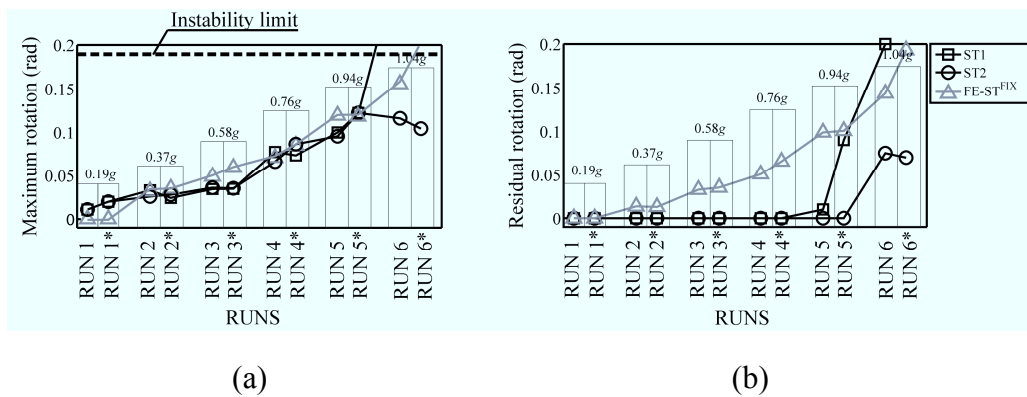 Instability limit
Maximum rotation (rad)
0.2
0.15
0.1
0.05
0
0.19g
0.37g
0.58g
0.76g
0.94g
1.04g
RUN 1
RUN 1*
RUN 2
RUN 2*
RUN 3
RUN 3*
RUN 4
RUN 4*
RUN 5
RUN 5*
RUN 6
RUN 6*
RUNS
(a)
Residual rotation (rad)
0.2
0.15
0.1
0.05
0
0.19g
0.37g
0.58g
0.76g
0.94g
1.04g
RUN 1
RUN 1*
RUN 2
RUN 2*
RUN 3
RUN 3*
RUN 4
RUN 4*
RUN 5
RUN 5*
RUN 6
RUN 6*
RUNS
(b)
ST1
ST2
FE-ST^FIX